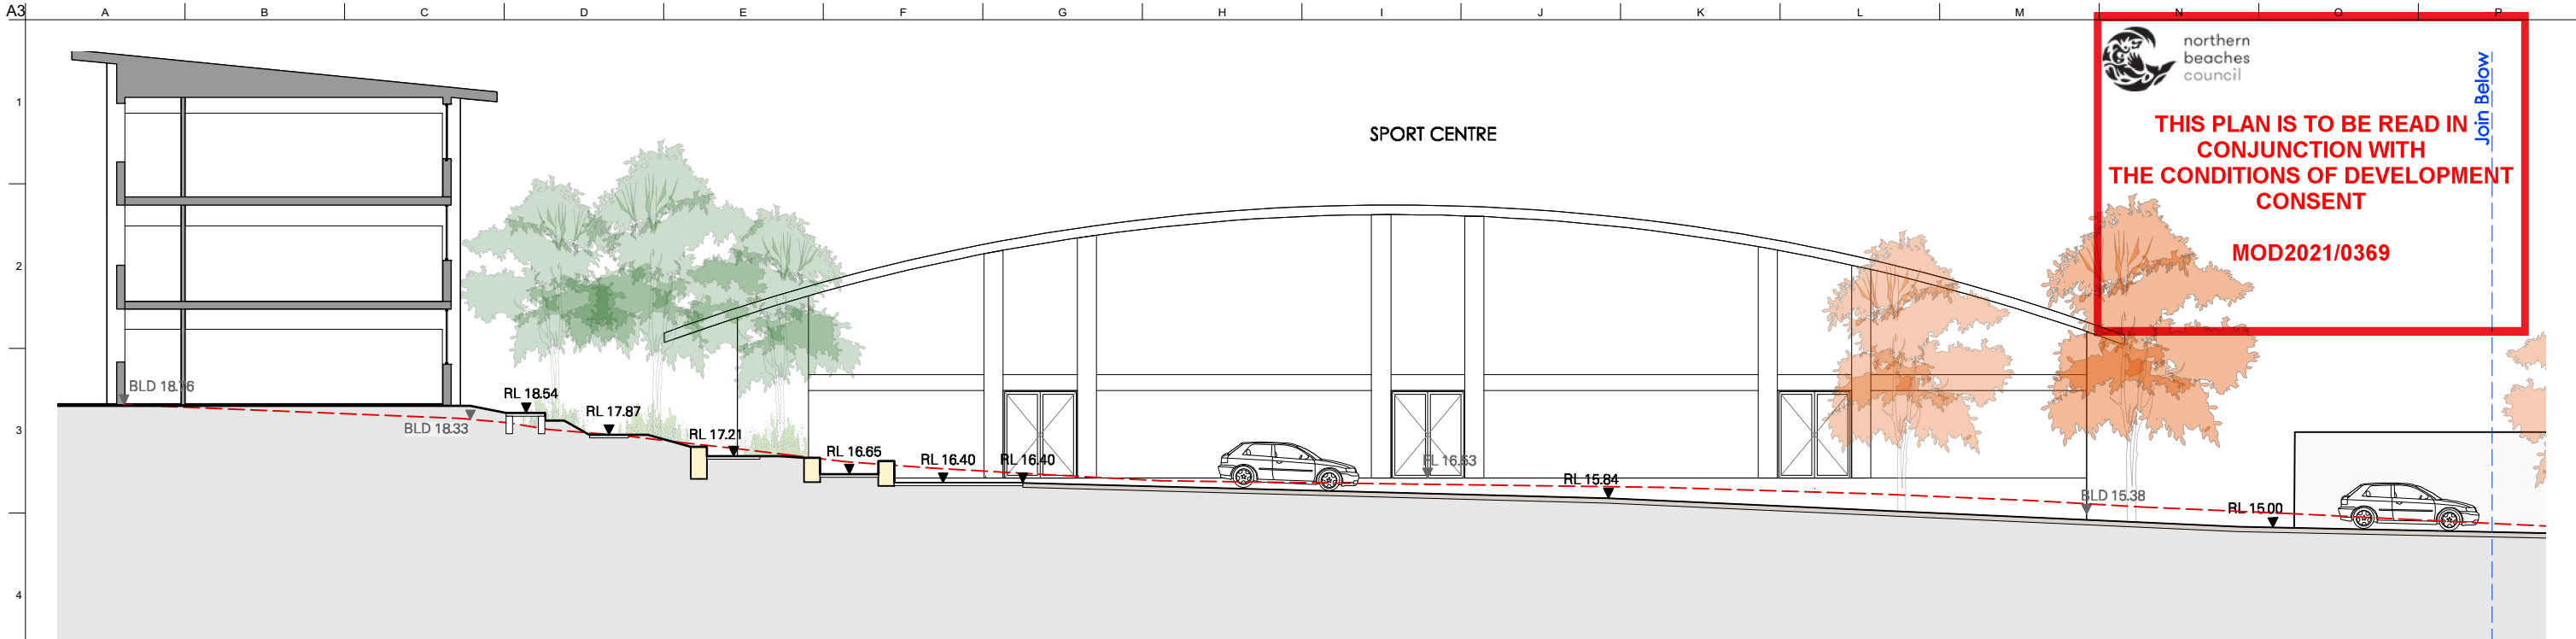 A3 A B C D E F G H I J K L M N O P
1
2
3
4
northern
beaches
council
Join Below
THIS PLAN IS TO BE READ IN
CONJUNCTION WITH
THE CONDITIONS OF DEVELOPMENT
CONSENT
MOD2021/0369
SPORT CENTRE
BLD 18.76
BLD 18.33
RL 18.54
RL 17.87
RL 17.21
RL 16.65
RL 16.40
RL 16.40
FL 16.53
RL 15.84
BLD 15.38
RL 15.00